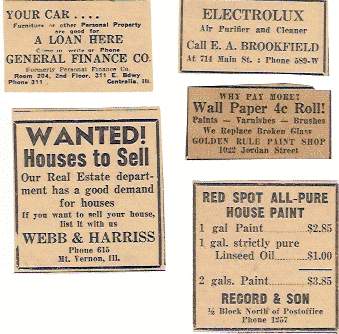 YOUR CAR ....
Furniture or other Personal Property
are good for
A LOAN HERE
Come in write or Phone
GENERAL FINANCE CO.
Formerly Personal Finance Co.
Room 204, 2nd Floor, 311 E. Bdwy
Phone 311 Centralia, Ill.
ELECTROLUX
Air Purifier and Cleaner
Call E. A. BROOKFIELD
At 714 Main St. : Phone 589-W
WHY PAY MORE?
Wall Paper 4c Roll!
Paints - Varnishes - Brushes
We Replace Broken Glass
GOLDEN RULE PAINT SHOP
1022 Jordan Street
WANTED!
Houses to Sell
Our Real Estate depart-
ment has a good demand
for houses
If you want to sell your house,
list it with us
WEBB & HARRISS
Phone 615
Mt. Vernon, Ill.
RED SPOT ALL-PURE
HOUSE PAINT
1 gal Paint $2.85
1 gal. strictly pure
Linseed Oil $1.00
2 gals. Paint $3.85
RECORD & SON
½ Block North of Postoffice
Phone 1257